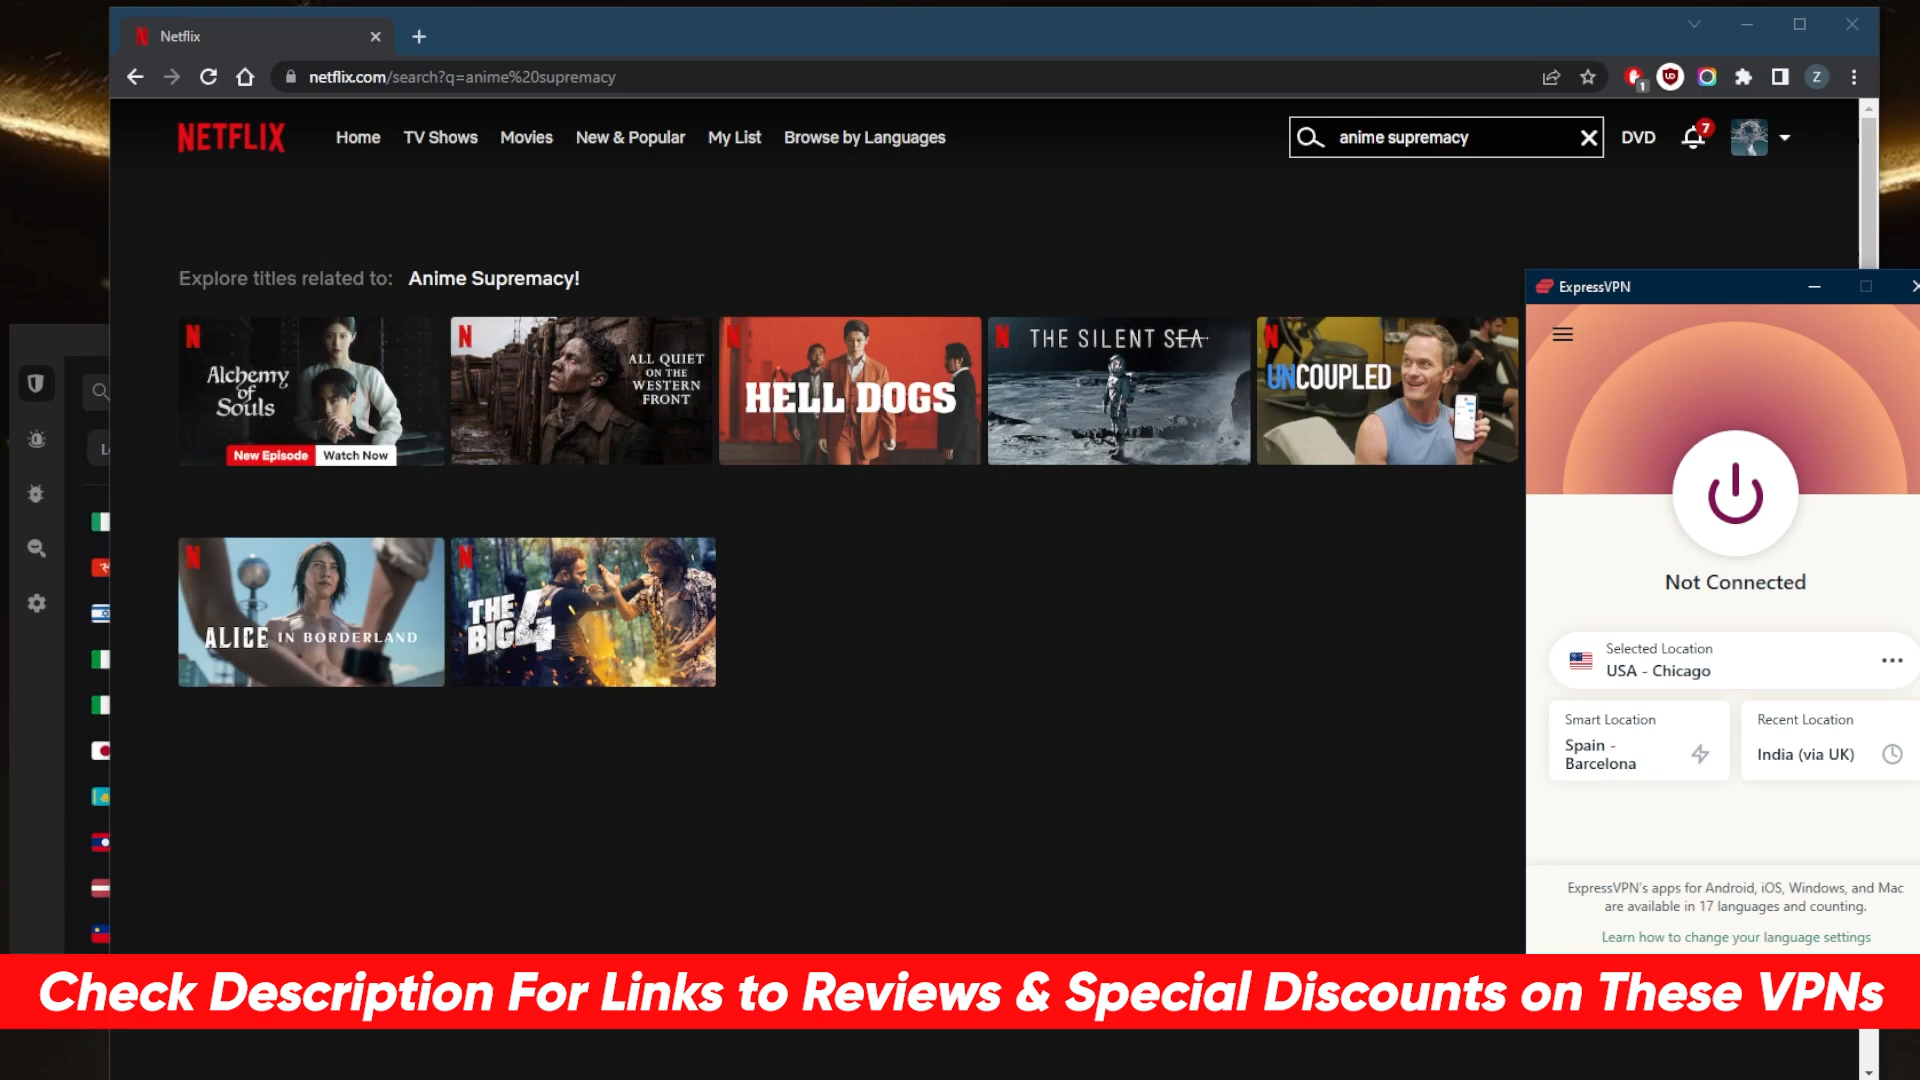 Netflix
netflix.com/search?q=anime%20supremacy
1
Z
NETFLIX
Home
TV Shows
Movies
New & Popular
My List
Browse by Languages
anime supremacy
DVD
7
Explore titles related to: Anime Supremacy!
N
Alchemy
of
Souls
New Episode
Watch Now
N
ALL QUIET
ON THE
WESTERN
FRONT
N
HELL DOGS
N
THE SILENT SEA
N
UNCOUPLED
N
ALICE IN BORDERLAND
N
THE
BIG 4
ExpressVPN
Not Connected
Selected Location
USA - Chicago
Smart Location
Spain -
Barcelona
Recent Location
India (via UK)
ExpressVPN's apps for Android, iOS, Windows, and Mac
are available in 17 languages and counting.
Learn how to change your language settings
Check Description For Links to Reviews & Special Discounts on These VPNs